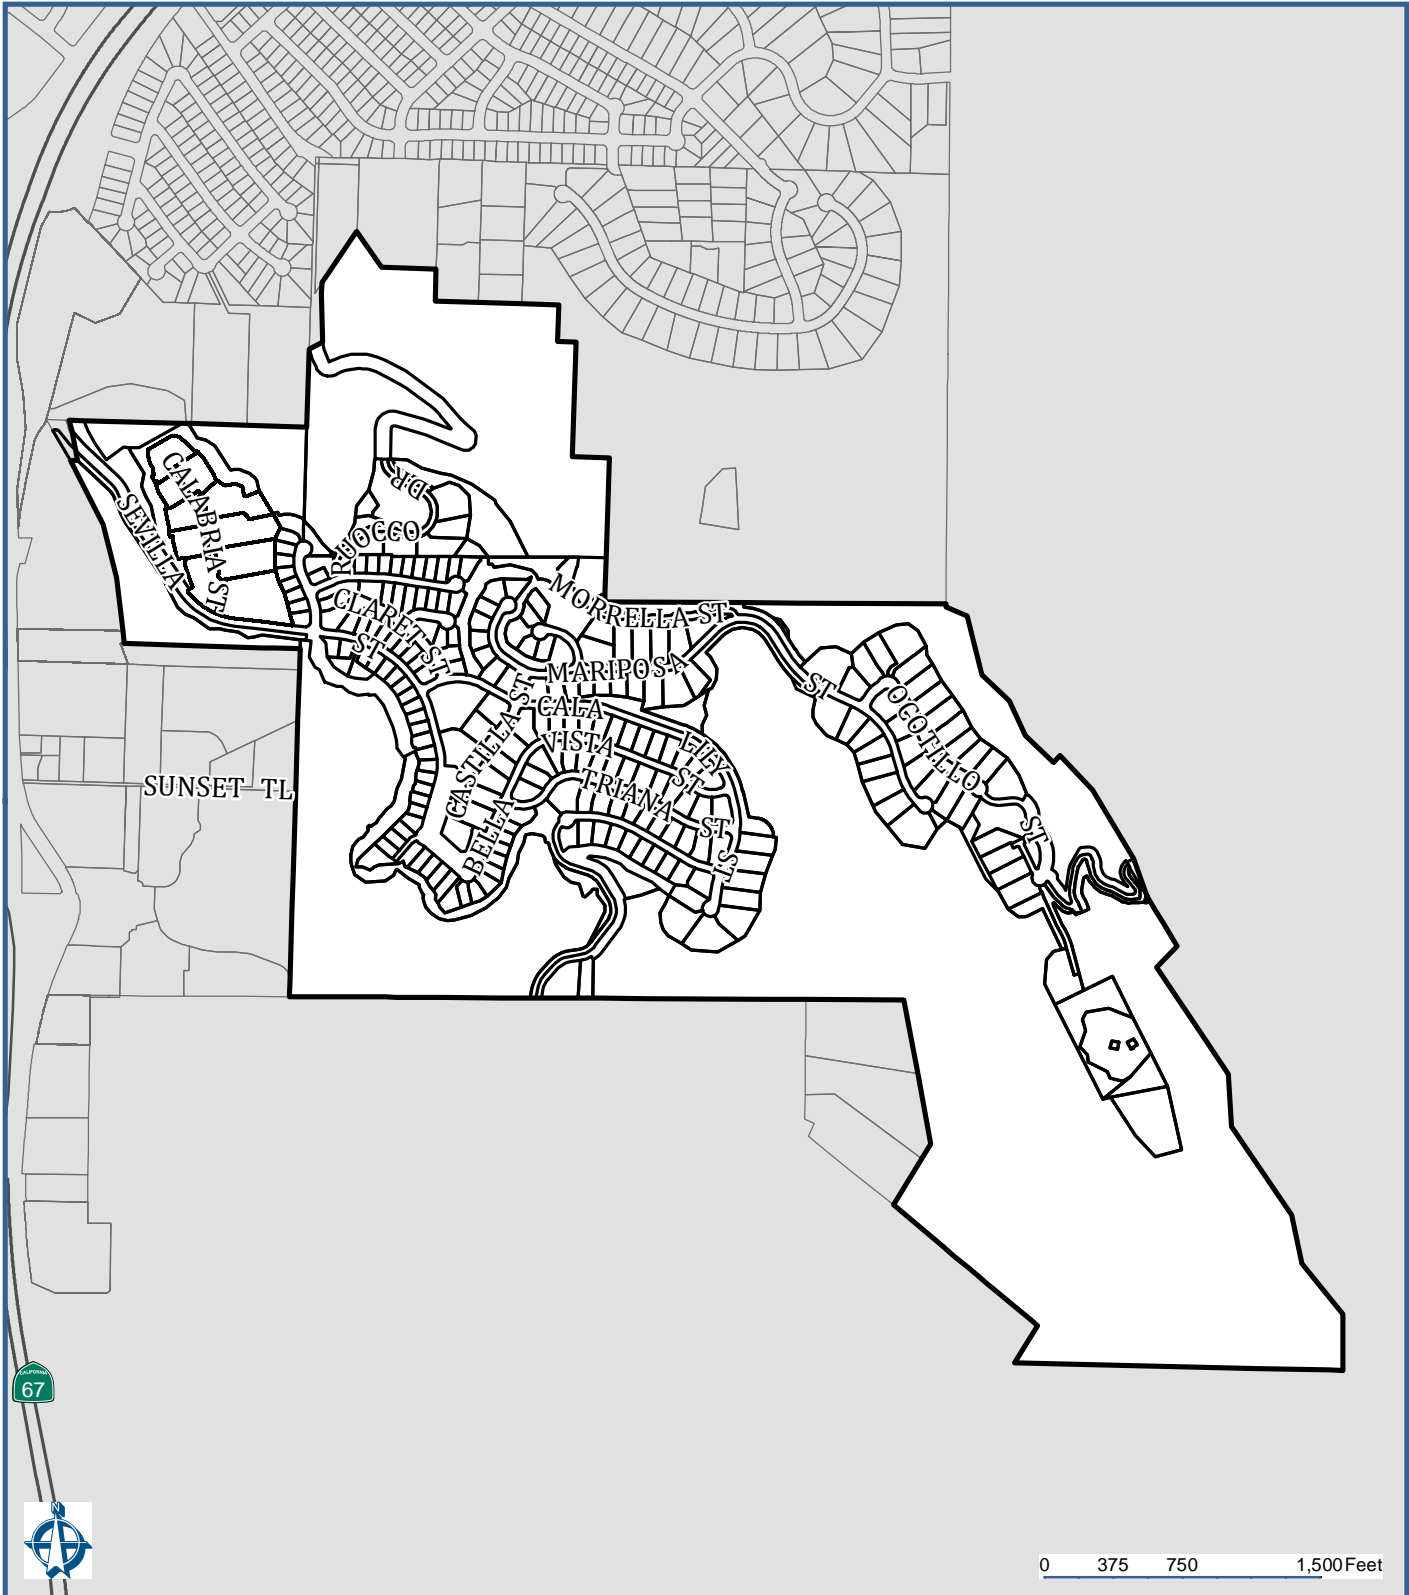 CALABRIA ST
SEVILLA
ST
RUOCCO
DR
CLARET ST
MORRELLA ST
MARIPOSA
ST
CASTILLA ST
CALA
LILY
ST
VISTA
ST
BELLA
TRIANA
ST
OCOTILLO
ST
SUNSET TL
CALIFORNIA
67
N
0 375 750 1,500 Feet